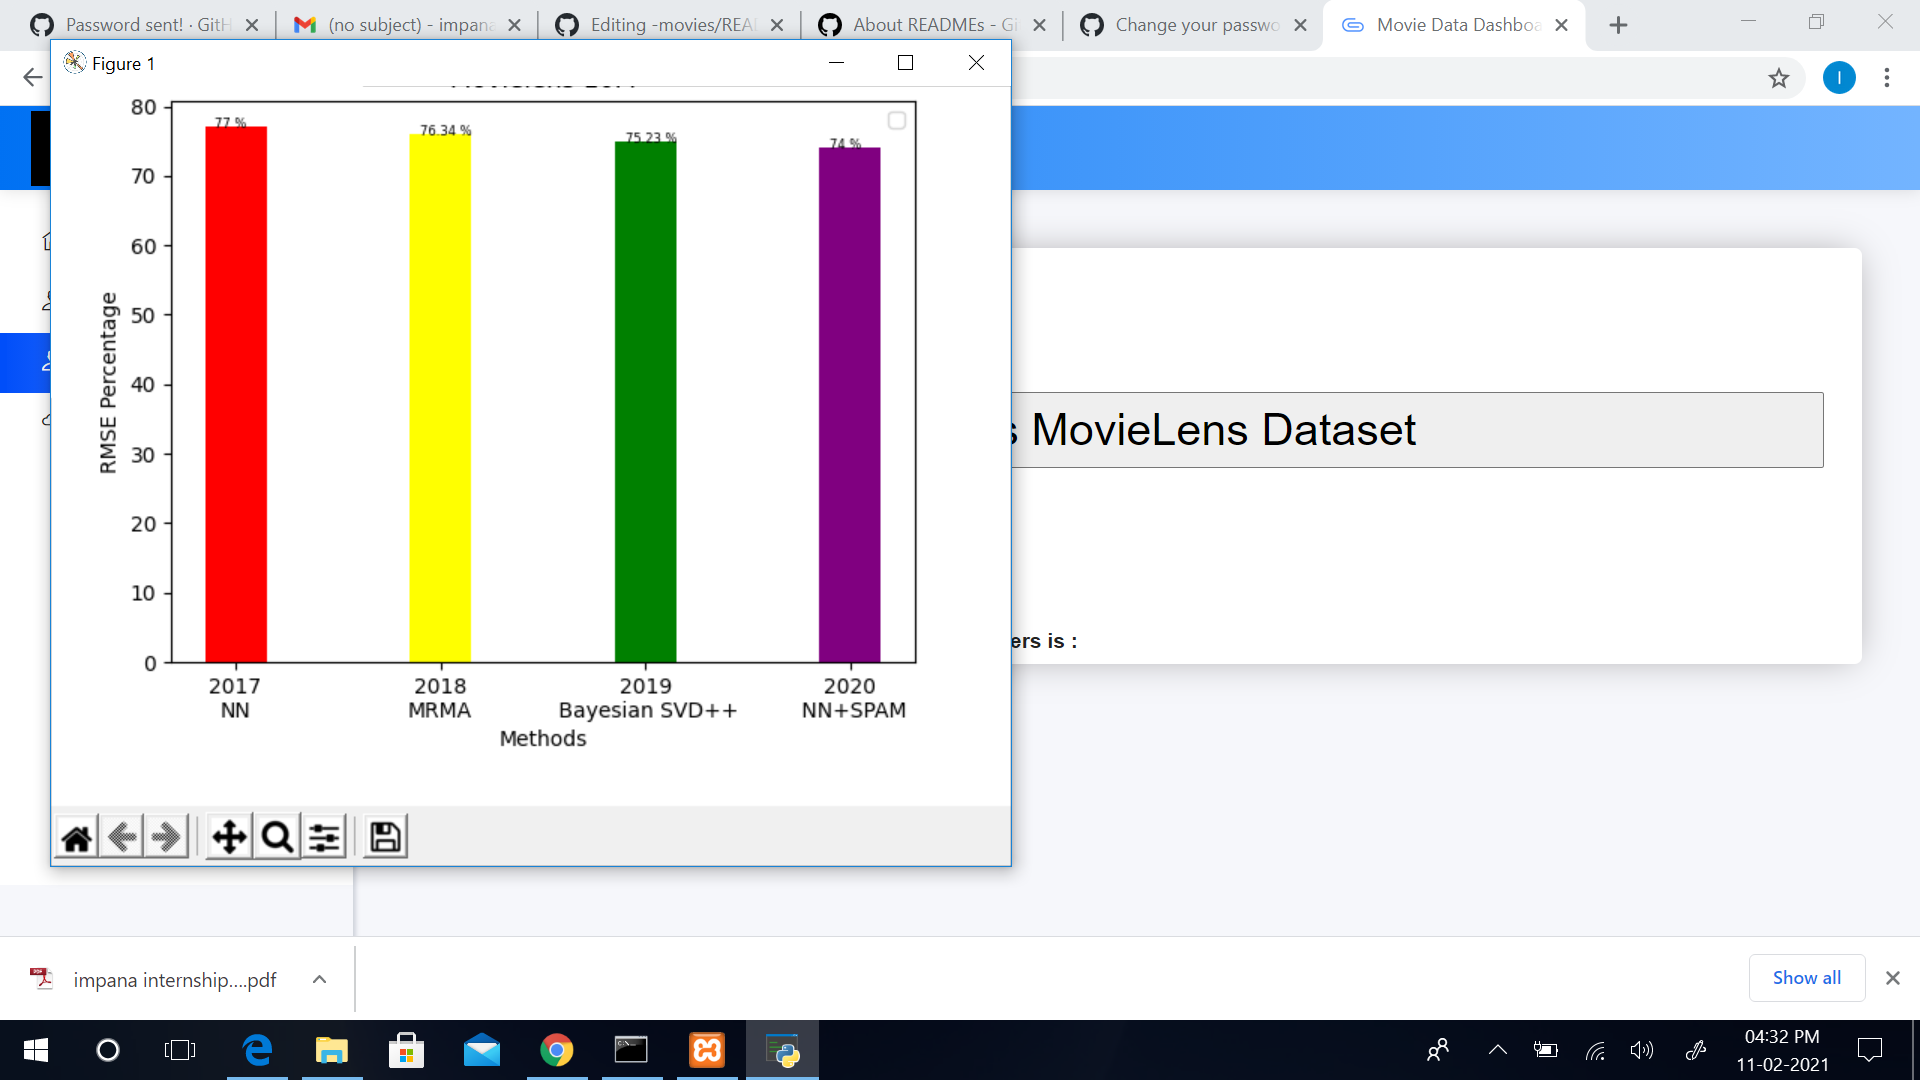 Password sent! · GitH
(no subject) - impana
Editing -movies/REA
About READMEs - Gi
Change your passwo
Movie Data Dashboa
I
Figure 1
80
70
60
50
40
30
20
10
0
77 %
76.34 %
75.23 %
74 %
RMSE Percentage
2017
NN
2018
MRMA
2019
Bayesian SVD++
2020
NN+SPAM
Methods
s MovieLens Dataset
ers is :
impana internship....pdf
Show all
04:32 PM
11-02-2021